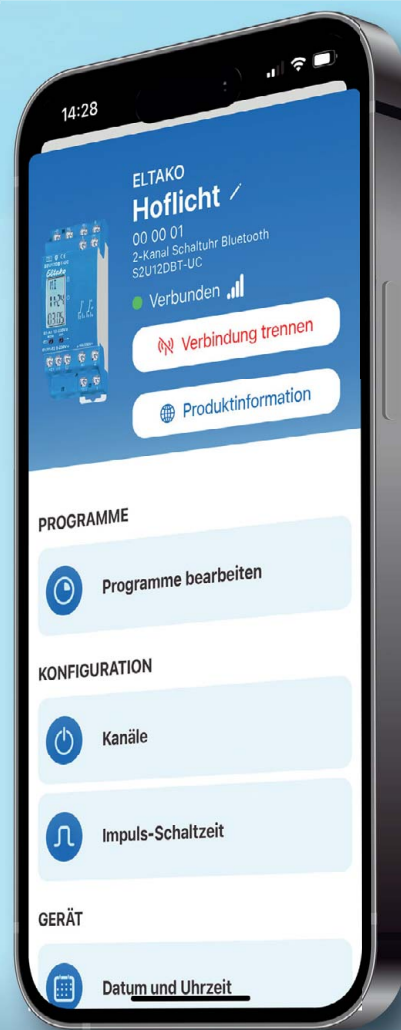 14:28
ELTAKO
Hoflicht
00 00 01
2-Kanal Schaltuhr Bluetooth
S2U12DBT-UC
Verbunden
Verbindung trennen
Produktinformation
Eltako
PROGRAMME
Programme bearbeiten
KONFIGURATION
Kanäle
Impuls-Schaltzeit
GERÄT
Datum und Uhrzeit